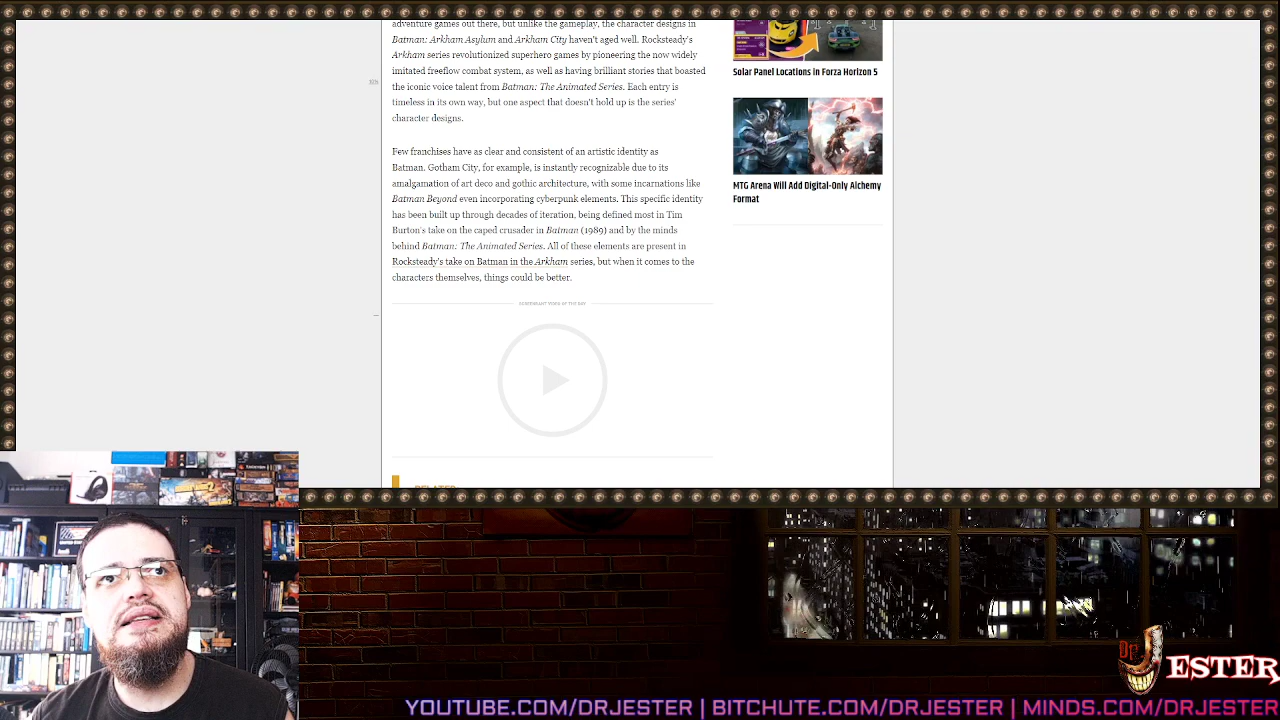 adventure games out there, but unlike the gameplay, the character designs in
Batman: Arkham Asylum and Arkham City haven't aged well. Rocksteady's
Arkham series revolutionized superhero games by pioneering the now widely
imitated freeflow combat system, as well as having brilliant stories that boasted
the iconic voice talent from Batman: The Animated Series. Each entry is
timeless in its own way, but one aspect that doesn't hold up is the series'
character designs.
Few franchises have as clear and consistent of an artistic identity as
Batman. Gotham City, for example, is instantly recognizable due to its
amalgamation of art deco and gothic architecture, with some incarnations like
Batman Beyond even incorporating cyberpunk elements. This specific identity
has been built up through decades of iteration, being defined most in Tim
Burton's take on the caped crusader in Batman (1989) and by the minds
behind Batman: The Animated Series. All of these elements are present in
Rocksteady's take on Batman in the Arkham series, but when it comes to the
characters themselves, things could be better.
SCREENRANT VIDEO OF THE DAY
RELATED:
Solar Panel Locations in Forza Horizon 5
MTG Arena Will Add Digital-Only Alchemy
Format
Dr
JESTER
YOUTUBE.COM/DRJESTER | BITCHUTE.COM/DRJESTER | MINDS.COM/DRJESTER